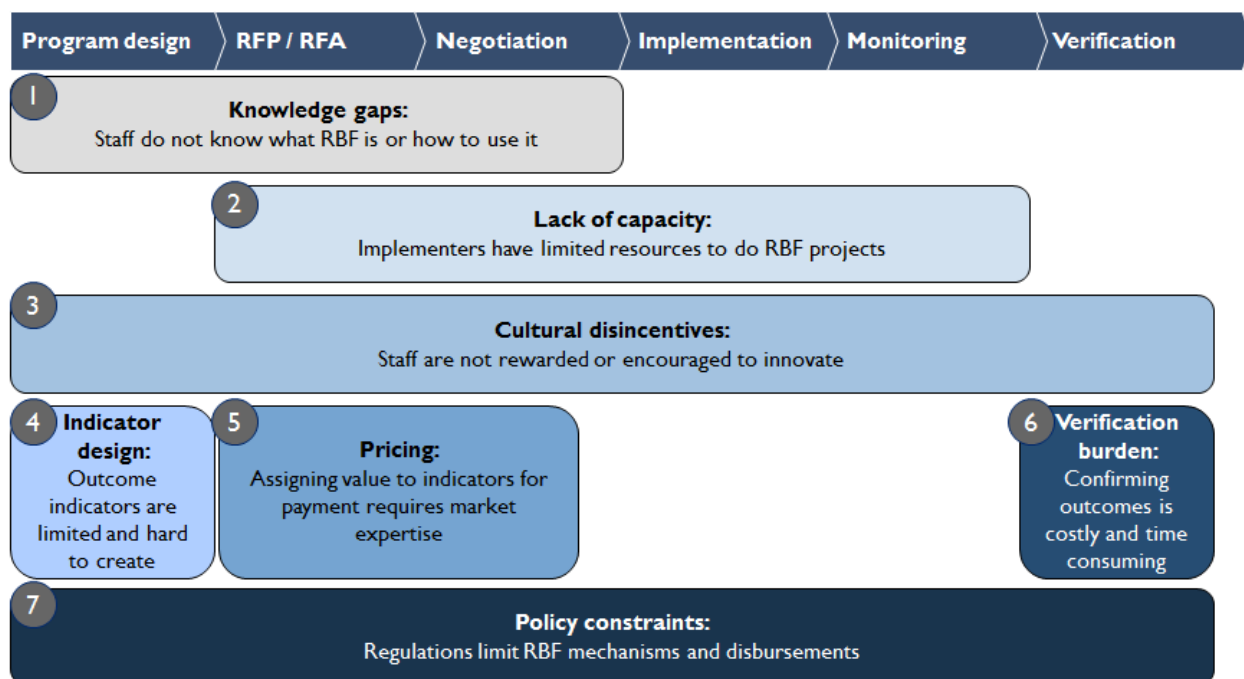 Program design
RFP / RFA
Negotiation
Implementation
Monitoring
Verification
1
Knowledge gaps:
Staff do not know what RBF is or how to use it
2
Lack of capacity:
Implementers have limited resources to do RBF projects
3
Cultural disincentives:
Staff are not rewarded or encouraged to innovate
4
Indicator
design:
Outcome
indicators are
limited and hard
to create
5
Pricing:
Assigning value to indicators for
payment requires market
expertise
6
Verification
burden:
Confirming
outcomes is
costly and time
consuming
7
Policy constraints:
Regulations limit RBF mechanisms and disbursements